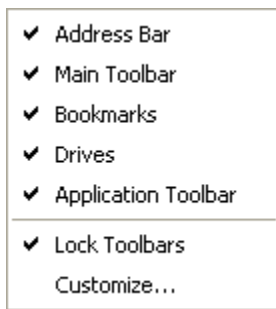 Address Bar
Main Toolbar
Bookmarks
Drives
Application Toolbar
Lock Toolbars
Customize...